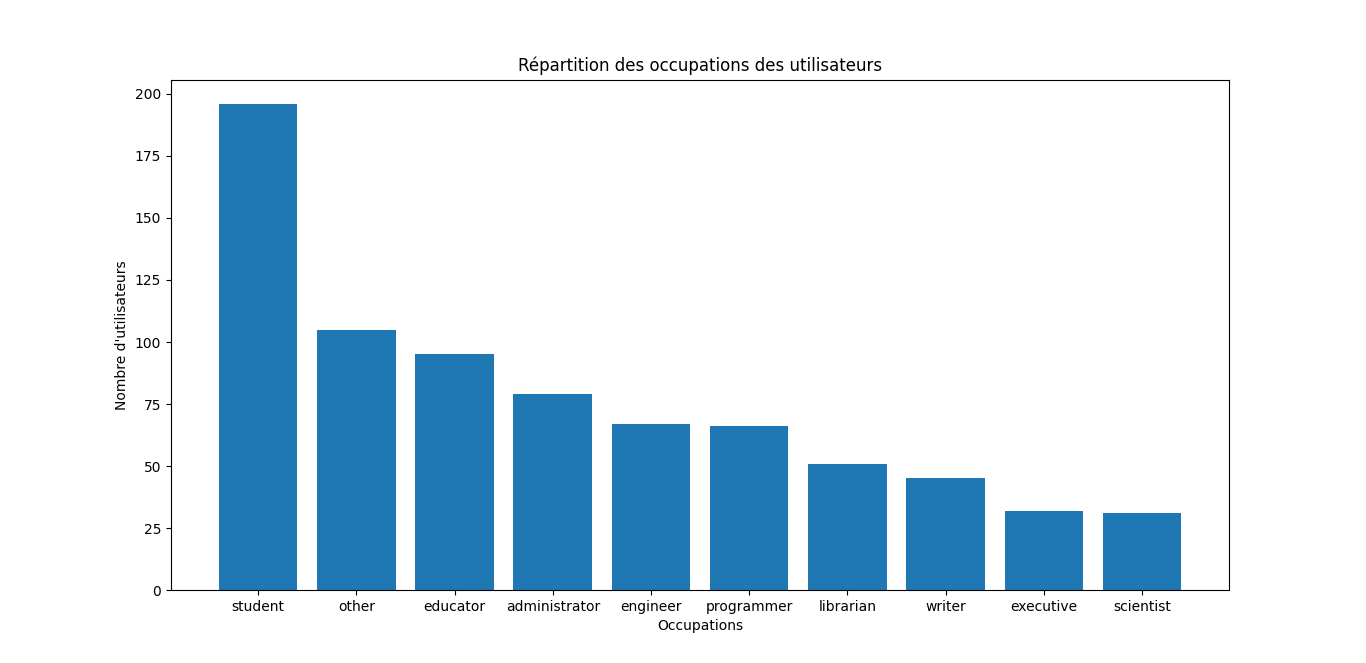 Répartition des occupations des utilisateurs
200
175
150
125
100
75
50
25
0
Nombre d'utilisateurs
student other educator administrator engineer programmer librarian writer executive scientist
Occupations